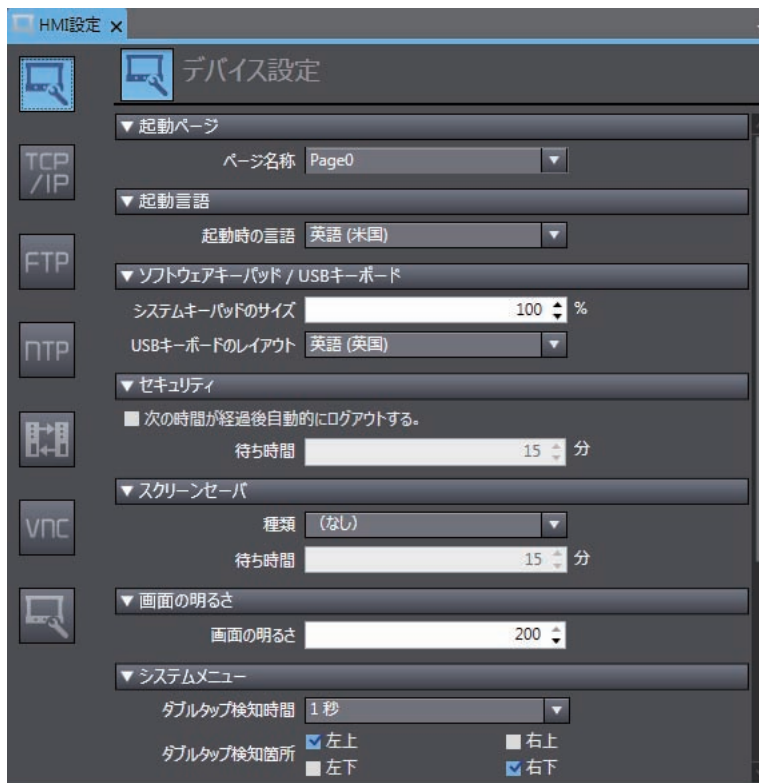 HMI設定 ×
デバイス設定
TCP
/IP
FTP
NTP
VNC
▼ 起動ページ
ページ名称 Page0
▼ 起動言語
起動時の言語 英語 (米国)
▼ ソフトウェアキーパッド / USBキーボード
システムキーパッドのサイズ 100 %
USBキーボードのレイアウト 英語 (英国)
▼ セキュリティ
次の時間が経過後自動的にログアウトする。
待ち時間 15 分
▼ スクリーンセーバ
種類 (なし)
待ち時間 15 分
▼ 画面の明るさ
画面の明るさ 200
▼ システムメニュー
ダブルタップ検知時間 1 秒
ダブルタップ検知箇所 左上 右上
左下 右下